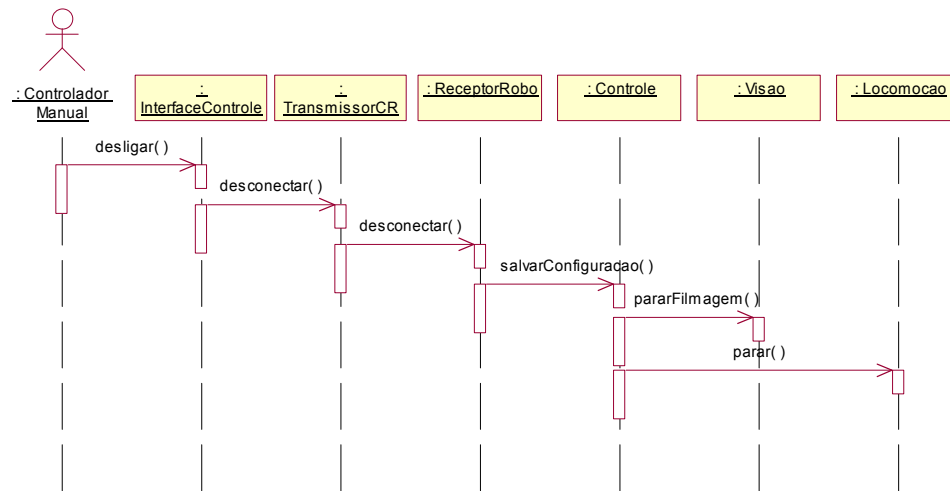 : Controlador
Manual
:
InterfaceControle
:
TransmissorCR
: ReceptorRobo
: Controle
: Visao
: Locomocao
desligar( )
desconectar( )
desconectar( )
salvarConfiguracao( )
pararFilmagem( )
parar( )